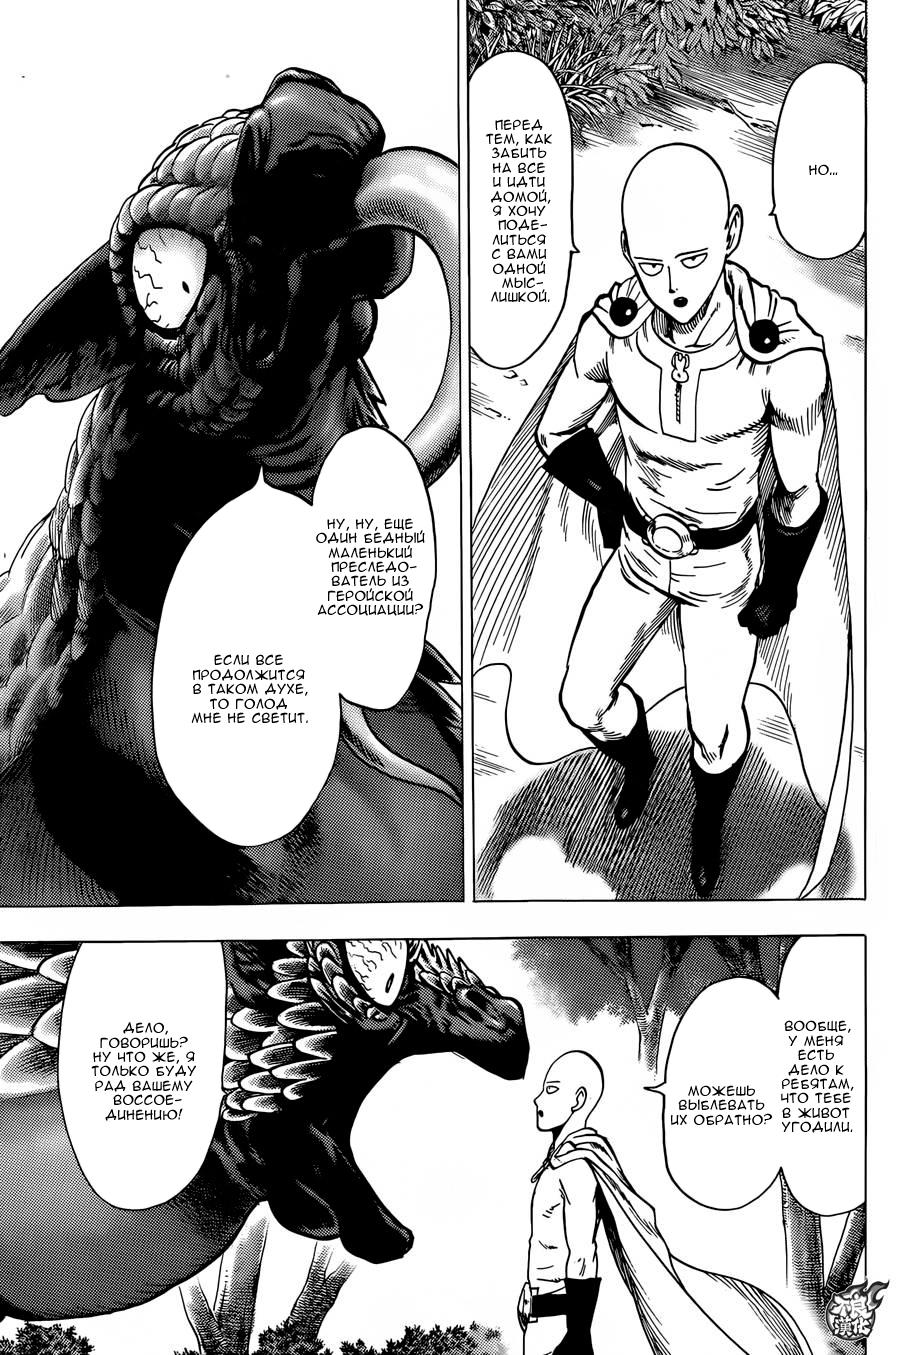 НО...
ПЕРЕД
ТЕМ, КАК
ЗАБИТЬ
НА ВСЕ
И ИДТИ
ДОМОЙ,
Я ХОЧУ
ПОДЕ-
ЛИТЬСЯ
С ВАМИ
ОДНОЙ
МЫС-
ЛИШКОЙ.
НУ, НУ, ЕЩЕ
ОДИН БЕДНЫЙ
МАЛЕНЬКИЙ
ПРЕСЛЕДО-
ВАТЕЛЬ ИЗ
ГЕРОЙСКОЙ
АССОЦИАЦИИ?
ЕСЛИ ВСЕ
ПРОДОЛЖИТСЯ
В ТАКОМ ДУХЕ,
ТО ГОЛОД
МНЕ НЕ СВЕТИТ.
ВООБЩЕ,
У МЕНЯ
ЕСТЬ
ДЕЛО К
РЕБЯТАМ,
ЧТО ТЕБЕ
В ЖИВОТ
УГОДИЛИ.
МОЖЕШЬ
ВЫБЛЕВАТЬ
ИХ ОБРАТНО?
ДЕЛО,
ГОВОРИШЬ?
НУ ЧТО ЖЕ, Я
ТОЛЬКО БУДУ
РАД ВАШЕМУ
ВОССОЕ-
ДИНЕНИЮ!